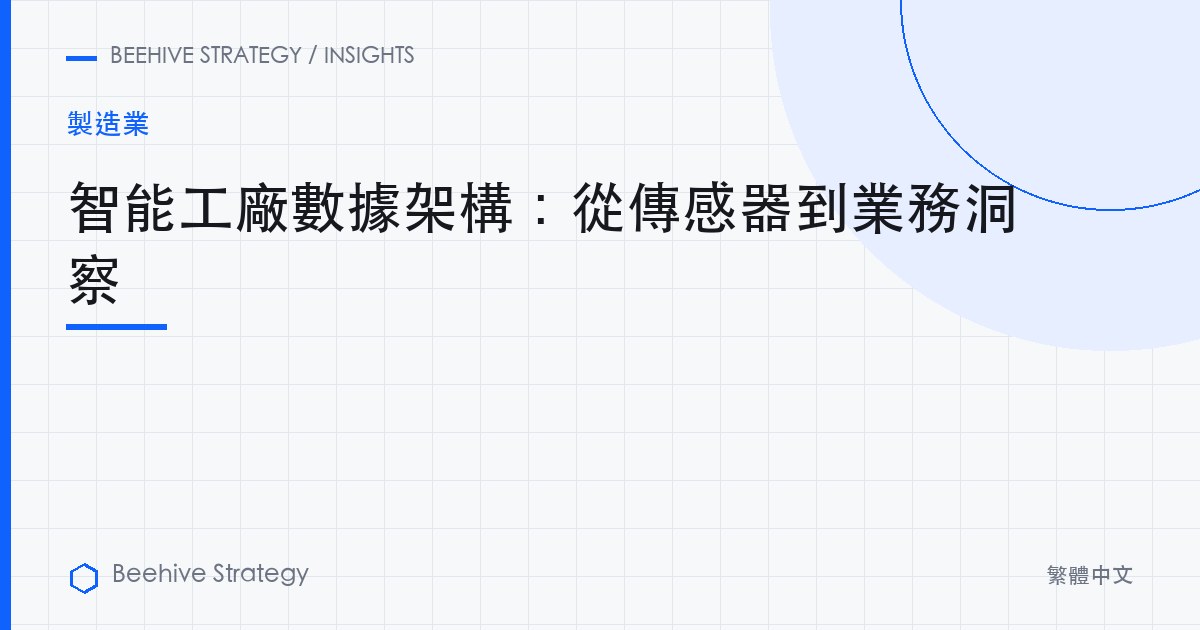 BEEHIVE STRATEGY / INSIGHTS
製造業
智能工廠數據架構：從傳感器到業務洞
察
Beehive Strategy
繁體中文